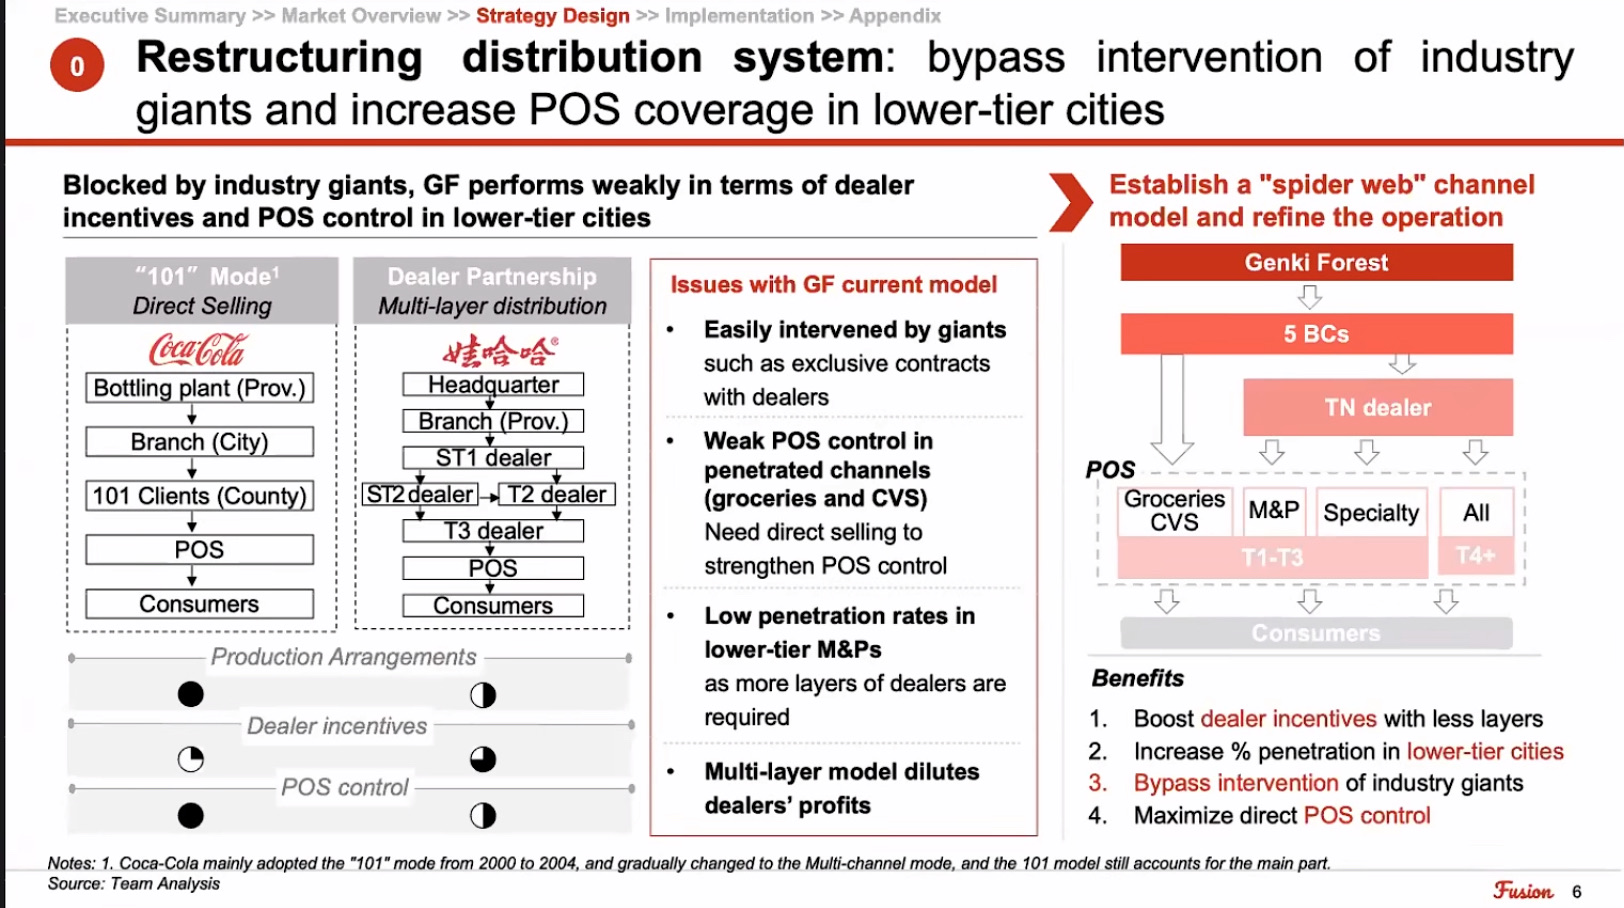 Executive Summary >> Market Overview >> Strategy Design >> Implementation >> Appendix
0
Restructuring distribution system: bypass intervention of industry
giants and increase POS coverage in lower-tier cities
Blocked by industry giants, GF performs weakly in terms of dealer
incentives and POS control in lower-tier cities
“101” Mode¹
Direct Selling
Coca-Cola
Bottling plant (Prov.)
Branch (City)
101 Clients (County)
POS
Consumers
Dealer Partnership
Multi-layer distribution
娃哈哈®
Headquarter
Branch (Prov.)
ST1 dealer
ST2 dealer
T2 dealer
T3 dealer
POS
Consumers
Production Arrangements
Dealer incentives
POS control
Issues with GF current model
• Easily intervened by giants
such as exclusive contracts
with dealers
• Weak POS control in
penetrated channels
(groceries and CVS)
Need direct selling to
strengthen POS control
• Low penetration rates in
lower-tier M&Ps
as more layers of dealers are
required
• Multi-layer model dilutes
dealers’ profits
Establish a "spider web" channel
model and refine the operation
Genki Forest
5 BCs
TN dealer
POS
Groceries
CVS
M&P
Specialty
All
T1-T3
T4+
Consumers
Benefits
1. Boost dealer incentives with less layers
2. Increase % penetration in lower-tier cities
3. Bypass intervention of industry giants
4. Maximize direct POS control
Notes: 1. Coca-Cola mainly adopted the "101" mode from 2000 to 2004, and gradually changed to the Multi-channel mode, and the 101 model still accounts for the main part.
Source: Team Analysis
Fusion
6